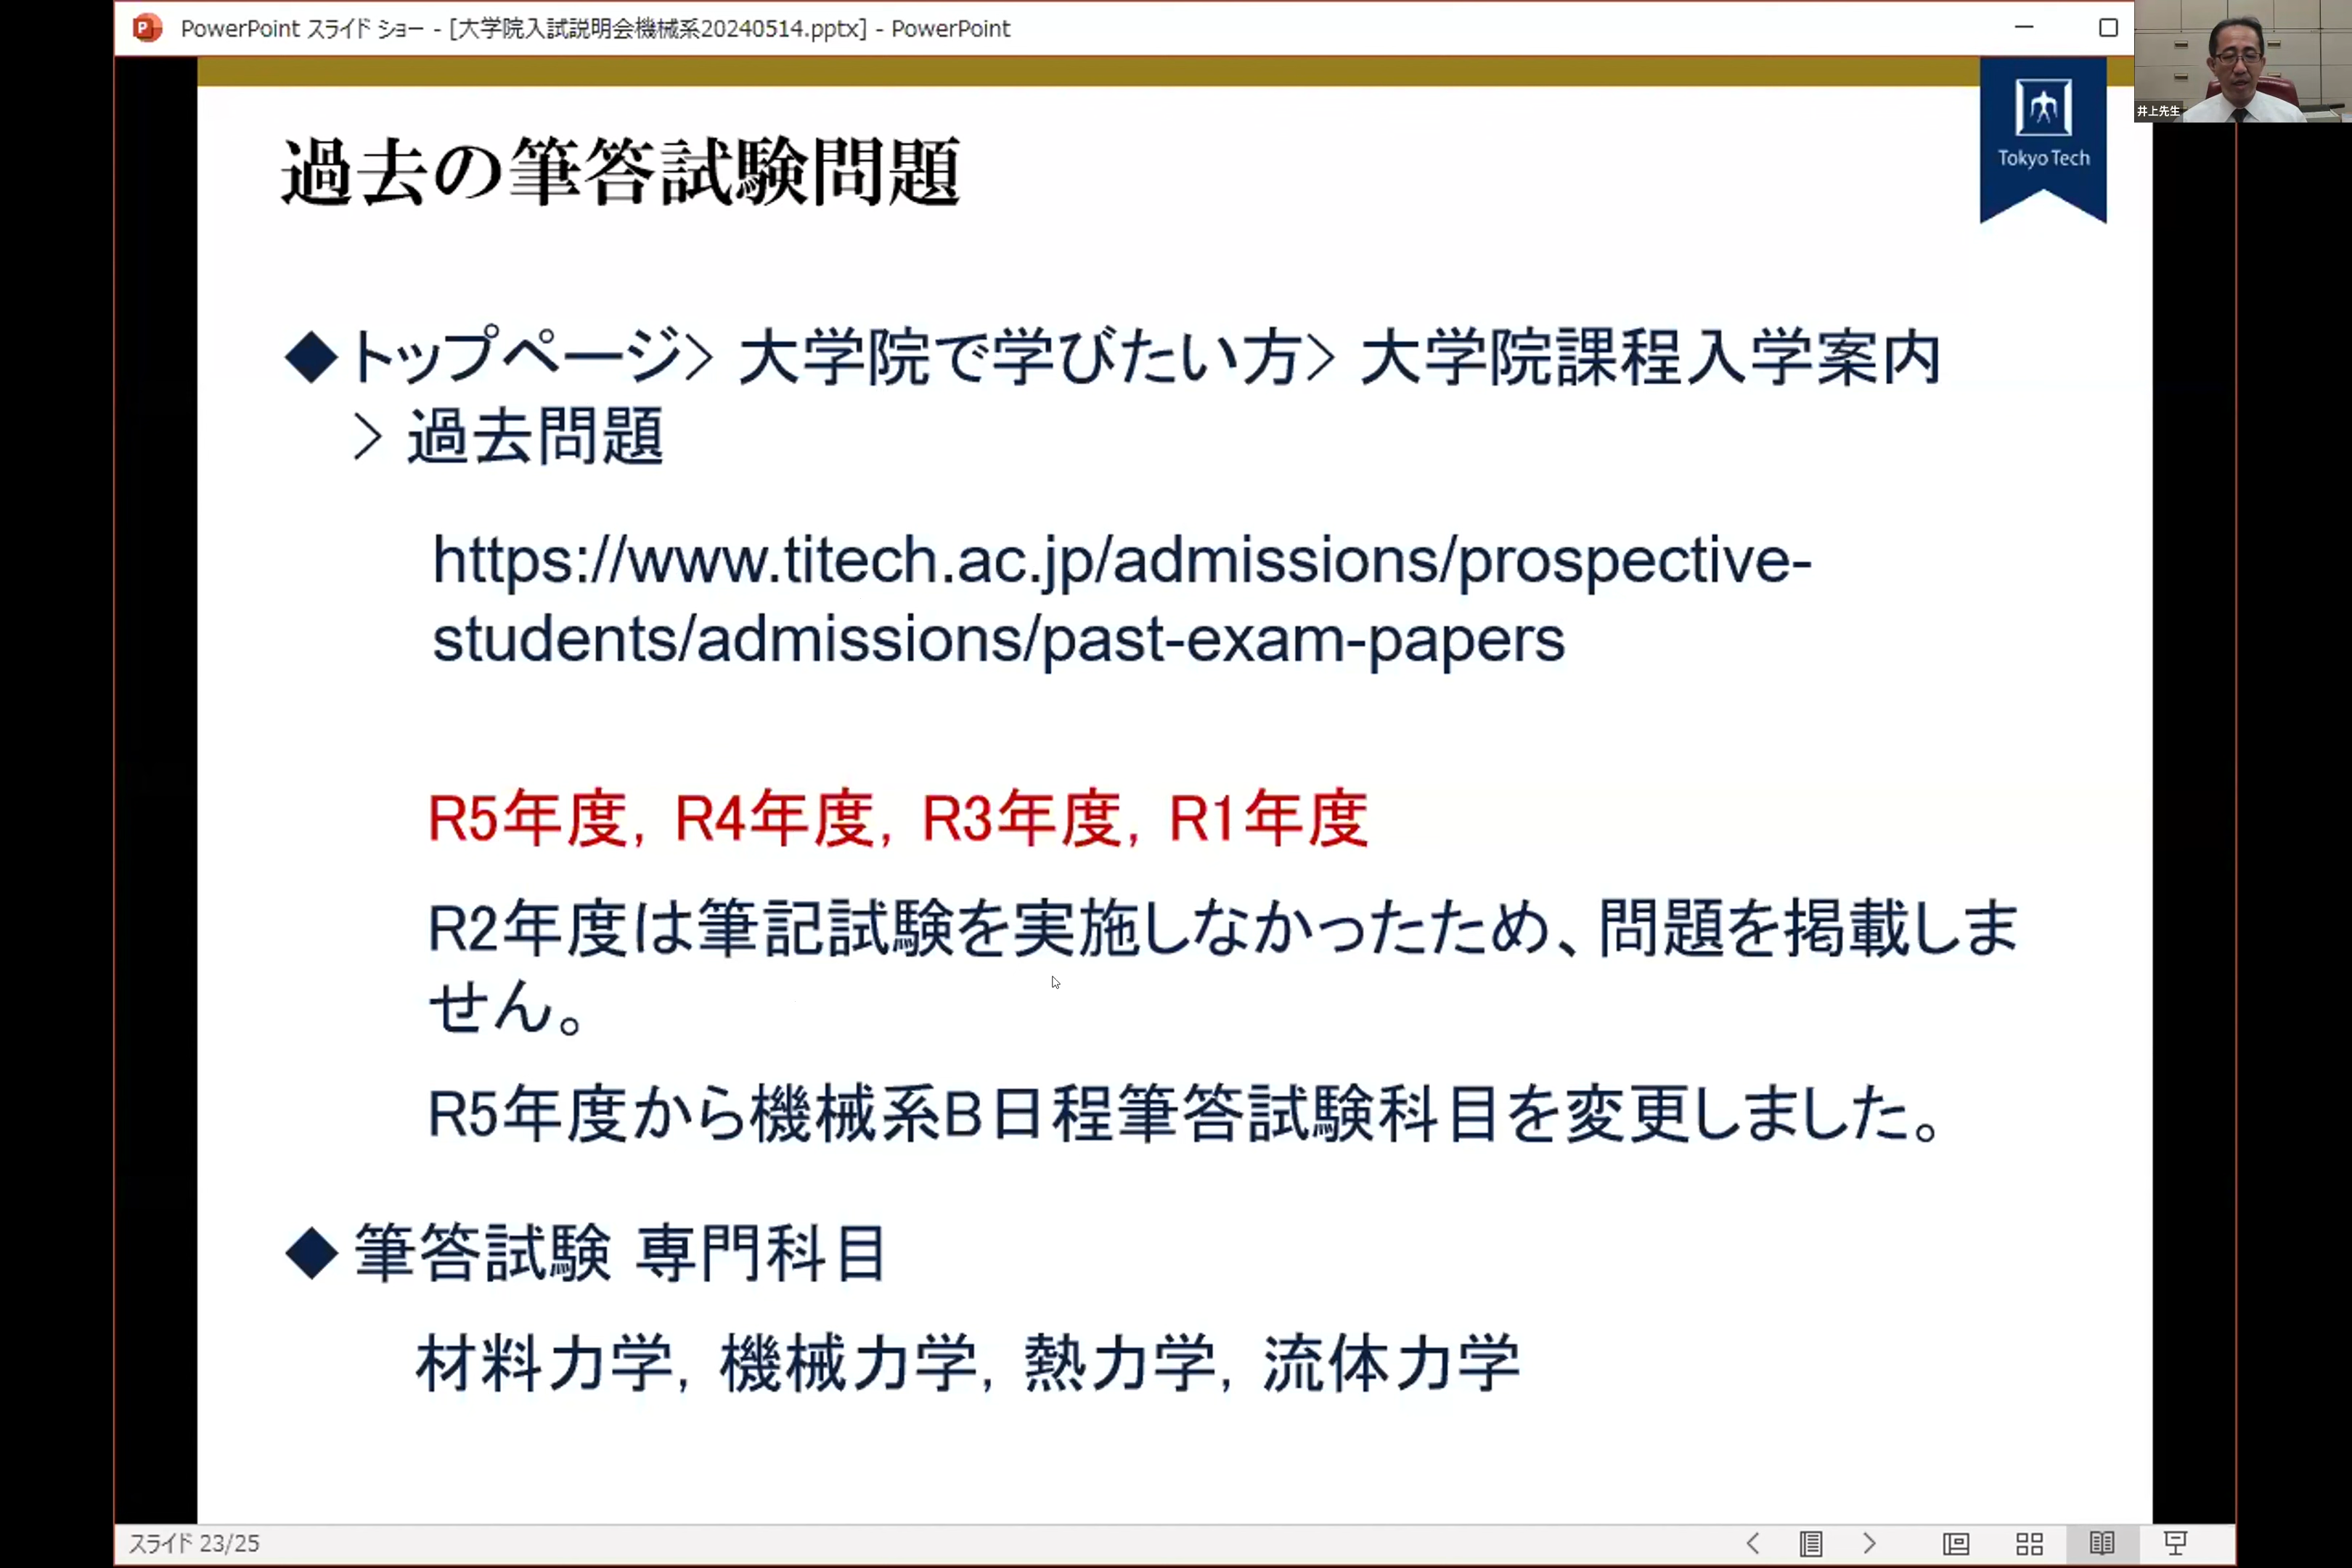 PowerPoint スライド ショー - [大学院入試説明会機械系20240514.pptx] - PowerPoint
井上先生
Tokyo Tech
過去の筆答試験問題
◆トップページ> 大学院で学びたい方> 大学院課程入学案内
> 過去問題
https://www.titech.ac.jp/admissions/prospective-
students/admissions/past-exam-papers
R5年度, R4年度, R3年度, R1年度
R2年度は筆記試験を実施しなかったため、問題を掲載しま
せん。
R5年度から機械系B日程筆答試験科目を変更しました。
◆筆答試験 専門科目
材料力学, 機械力学, 熱力学, 流体力学
スライド 23/25